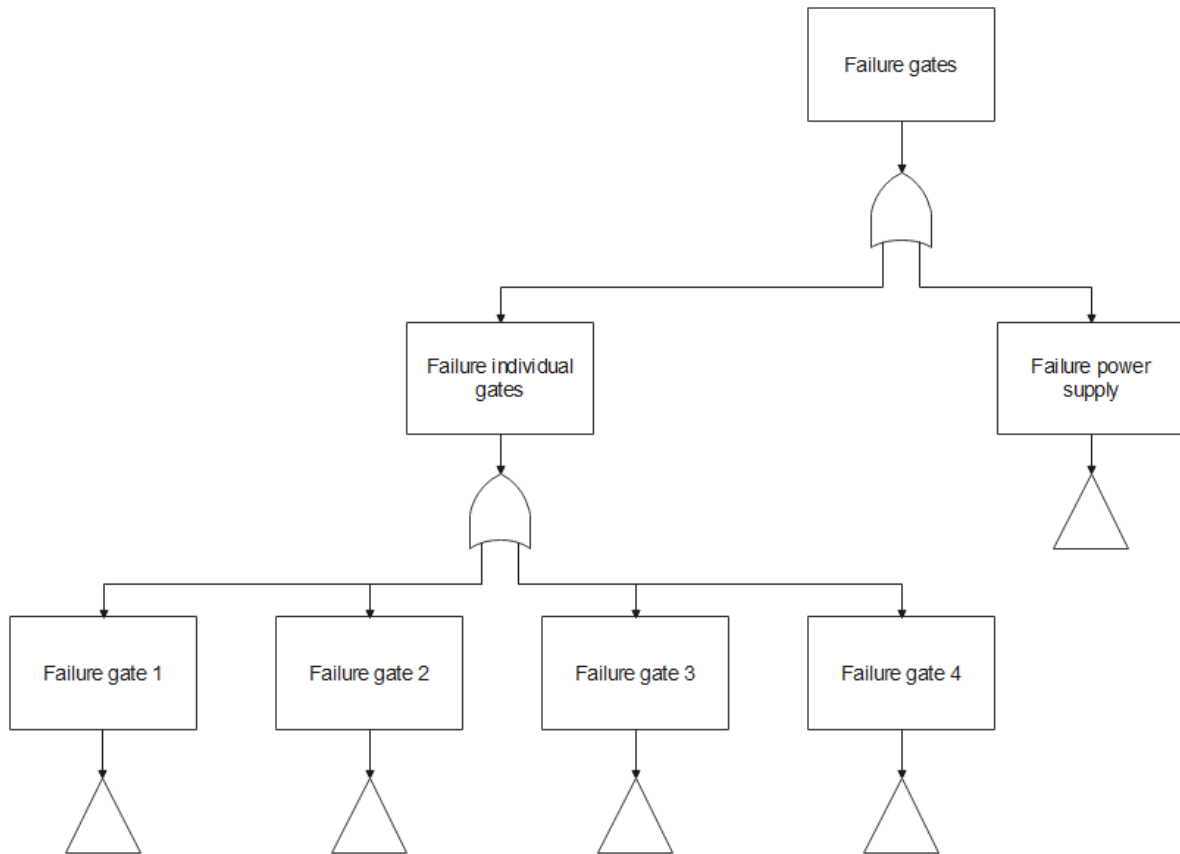 Failure gates
Failure individual
gates
Failure power
supply
Failure gate 1
Failure gate 2
Failure gate 3
Failure gate 4